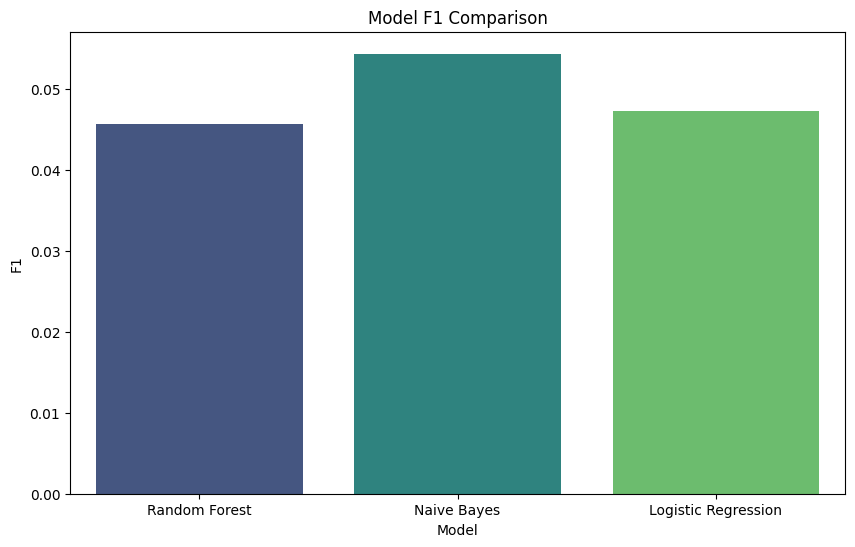 Model F1 Comparison
F1
0.05
0.04
0.03
0.02
0.01
0.00
Random Forest
Naive Bayes
Logistic Regression
Model